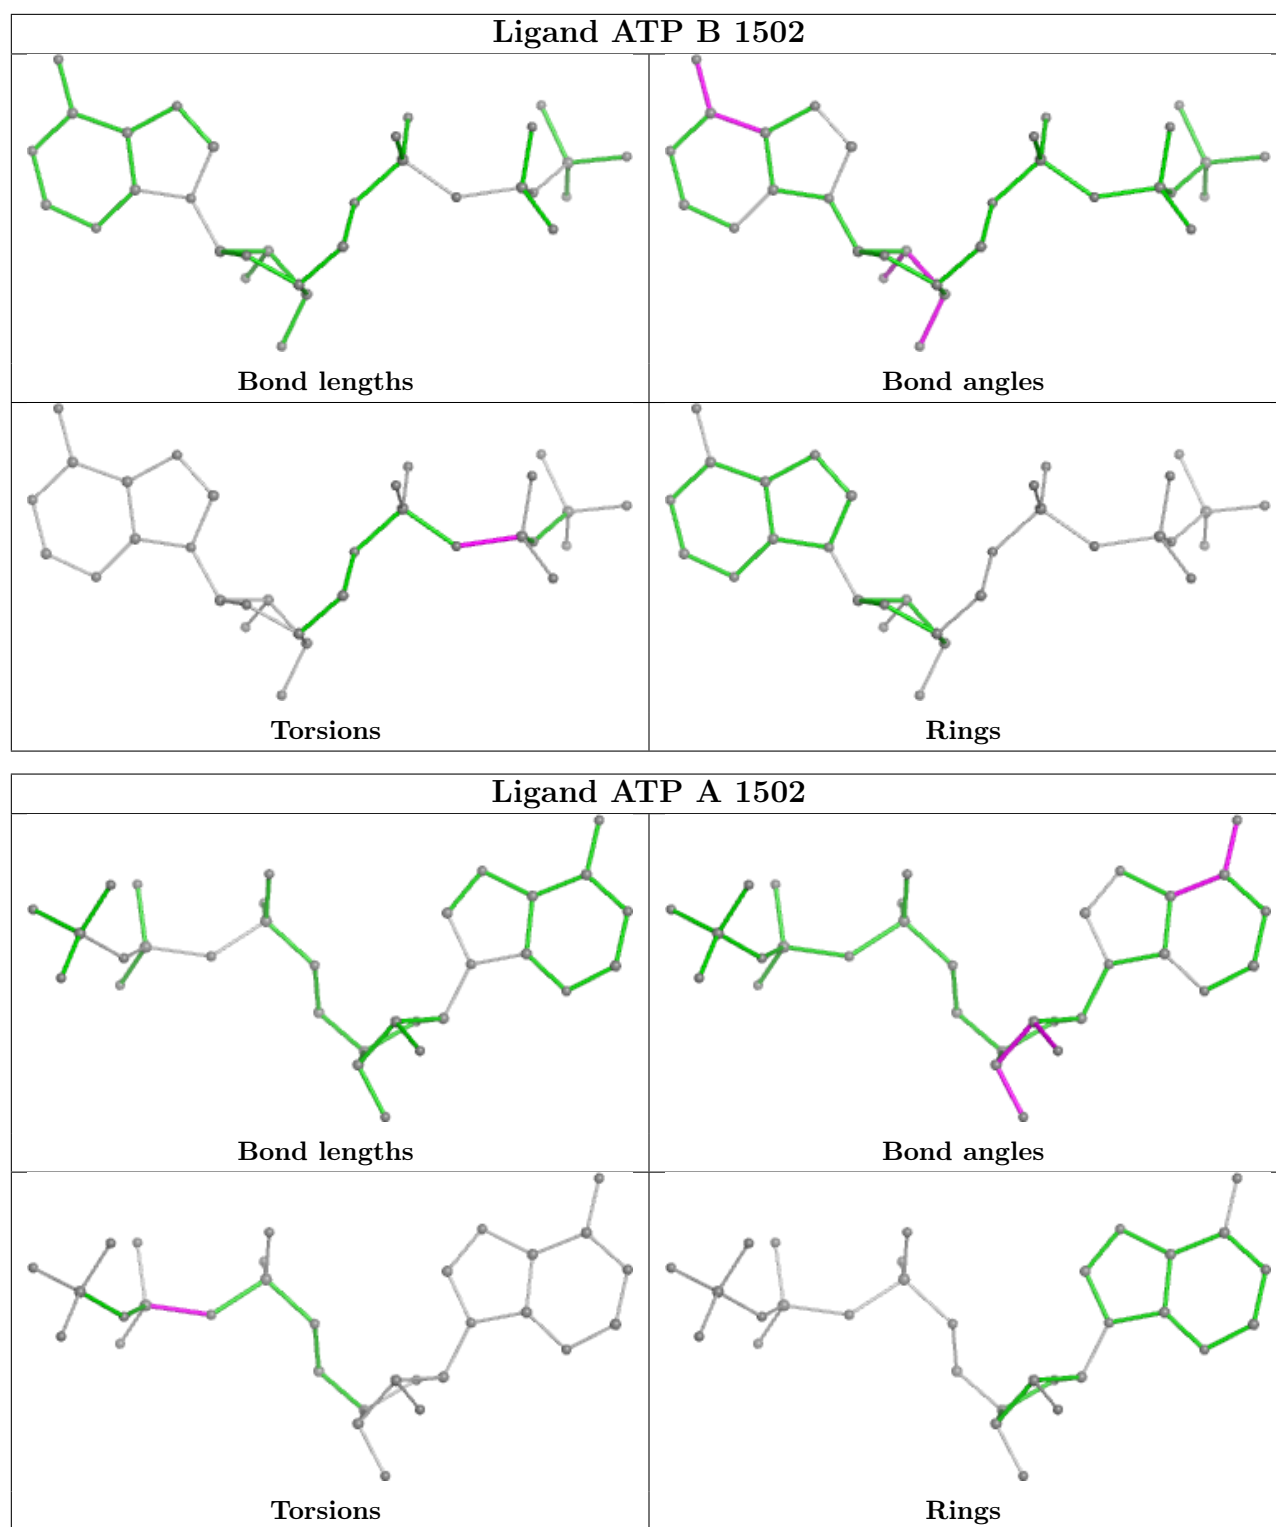 Ligand ATP B 1502
Bond lengths
Bond angles
Torsions
Rings
Ligand ATP A 1502
Bond lengths
Bond angles
Torsions
Rings